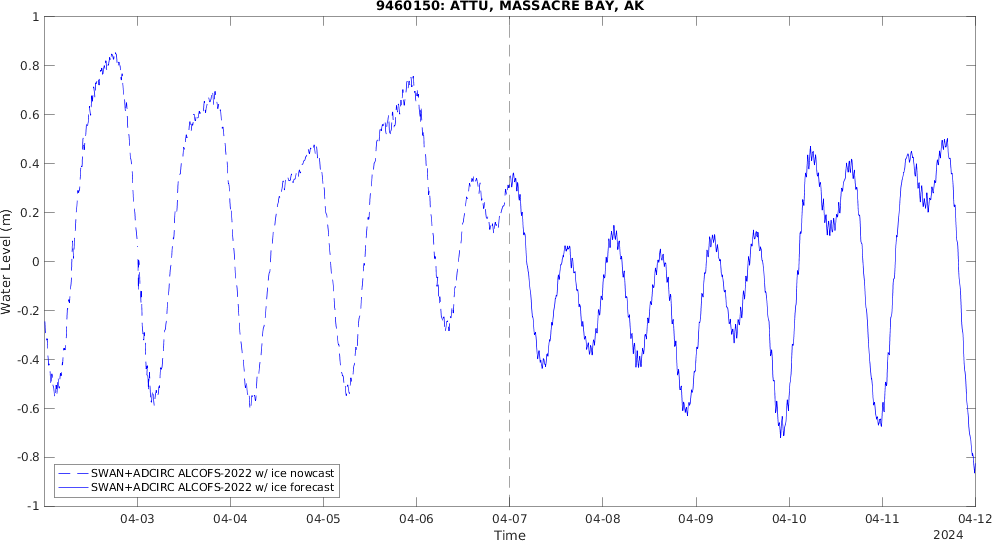 9460150: ATTU, MASSACRE BAY, AK
Water Level (m)
1
0.8
0.6
0.4
0.2
0
-0.2
-0.4
-0.6
-0.8
-1
SWAN+ADCIRC ALCOFS-2022 w/ ice nowcast
SWAN+ADCIRC ALCOFS-2022 w/ ice forecast
04-03 04-04 04-05 04-06 04-07 04-08 04-09 04-10 04-11 04-12
Time
2024